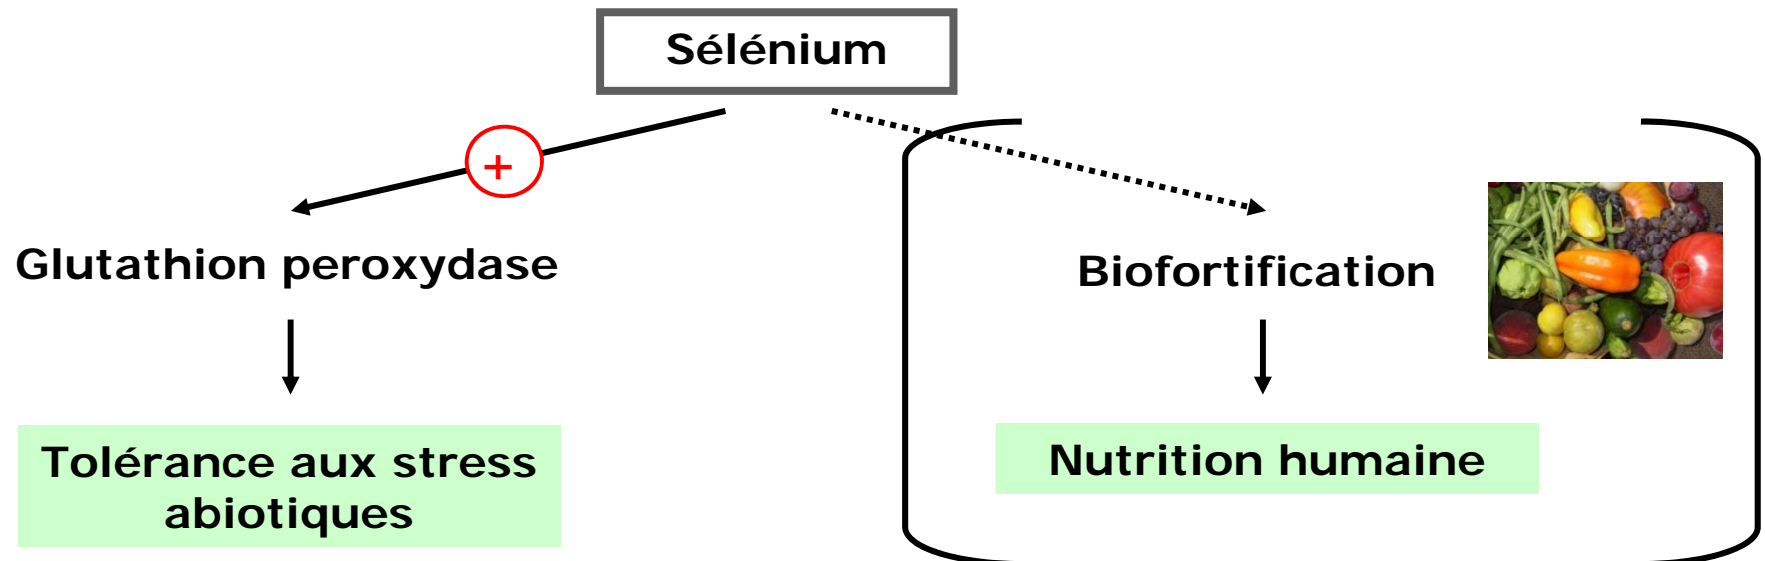 Sélénium
+
Glutathion peroxydase
Biofortification
Tolérance aux stress
abiotiques
Nutrition humaine